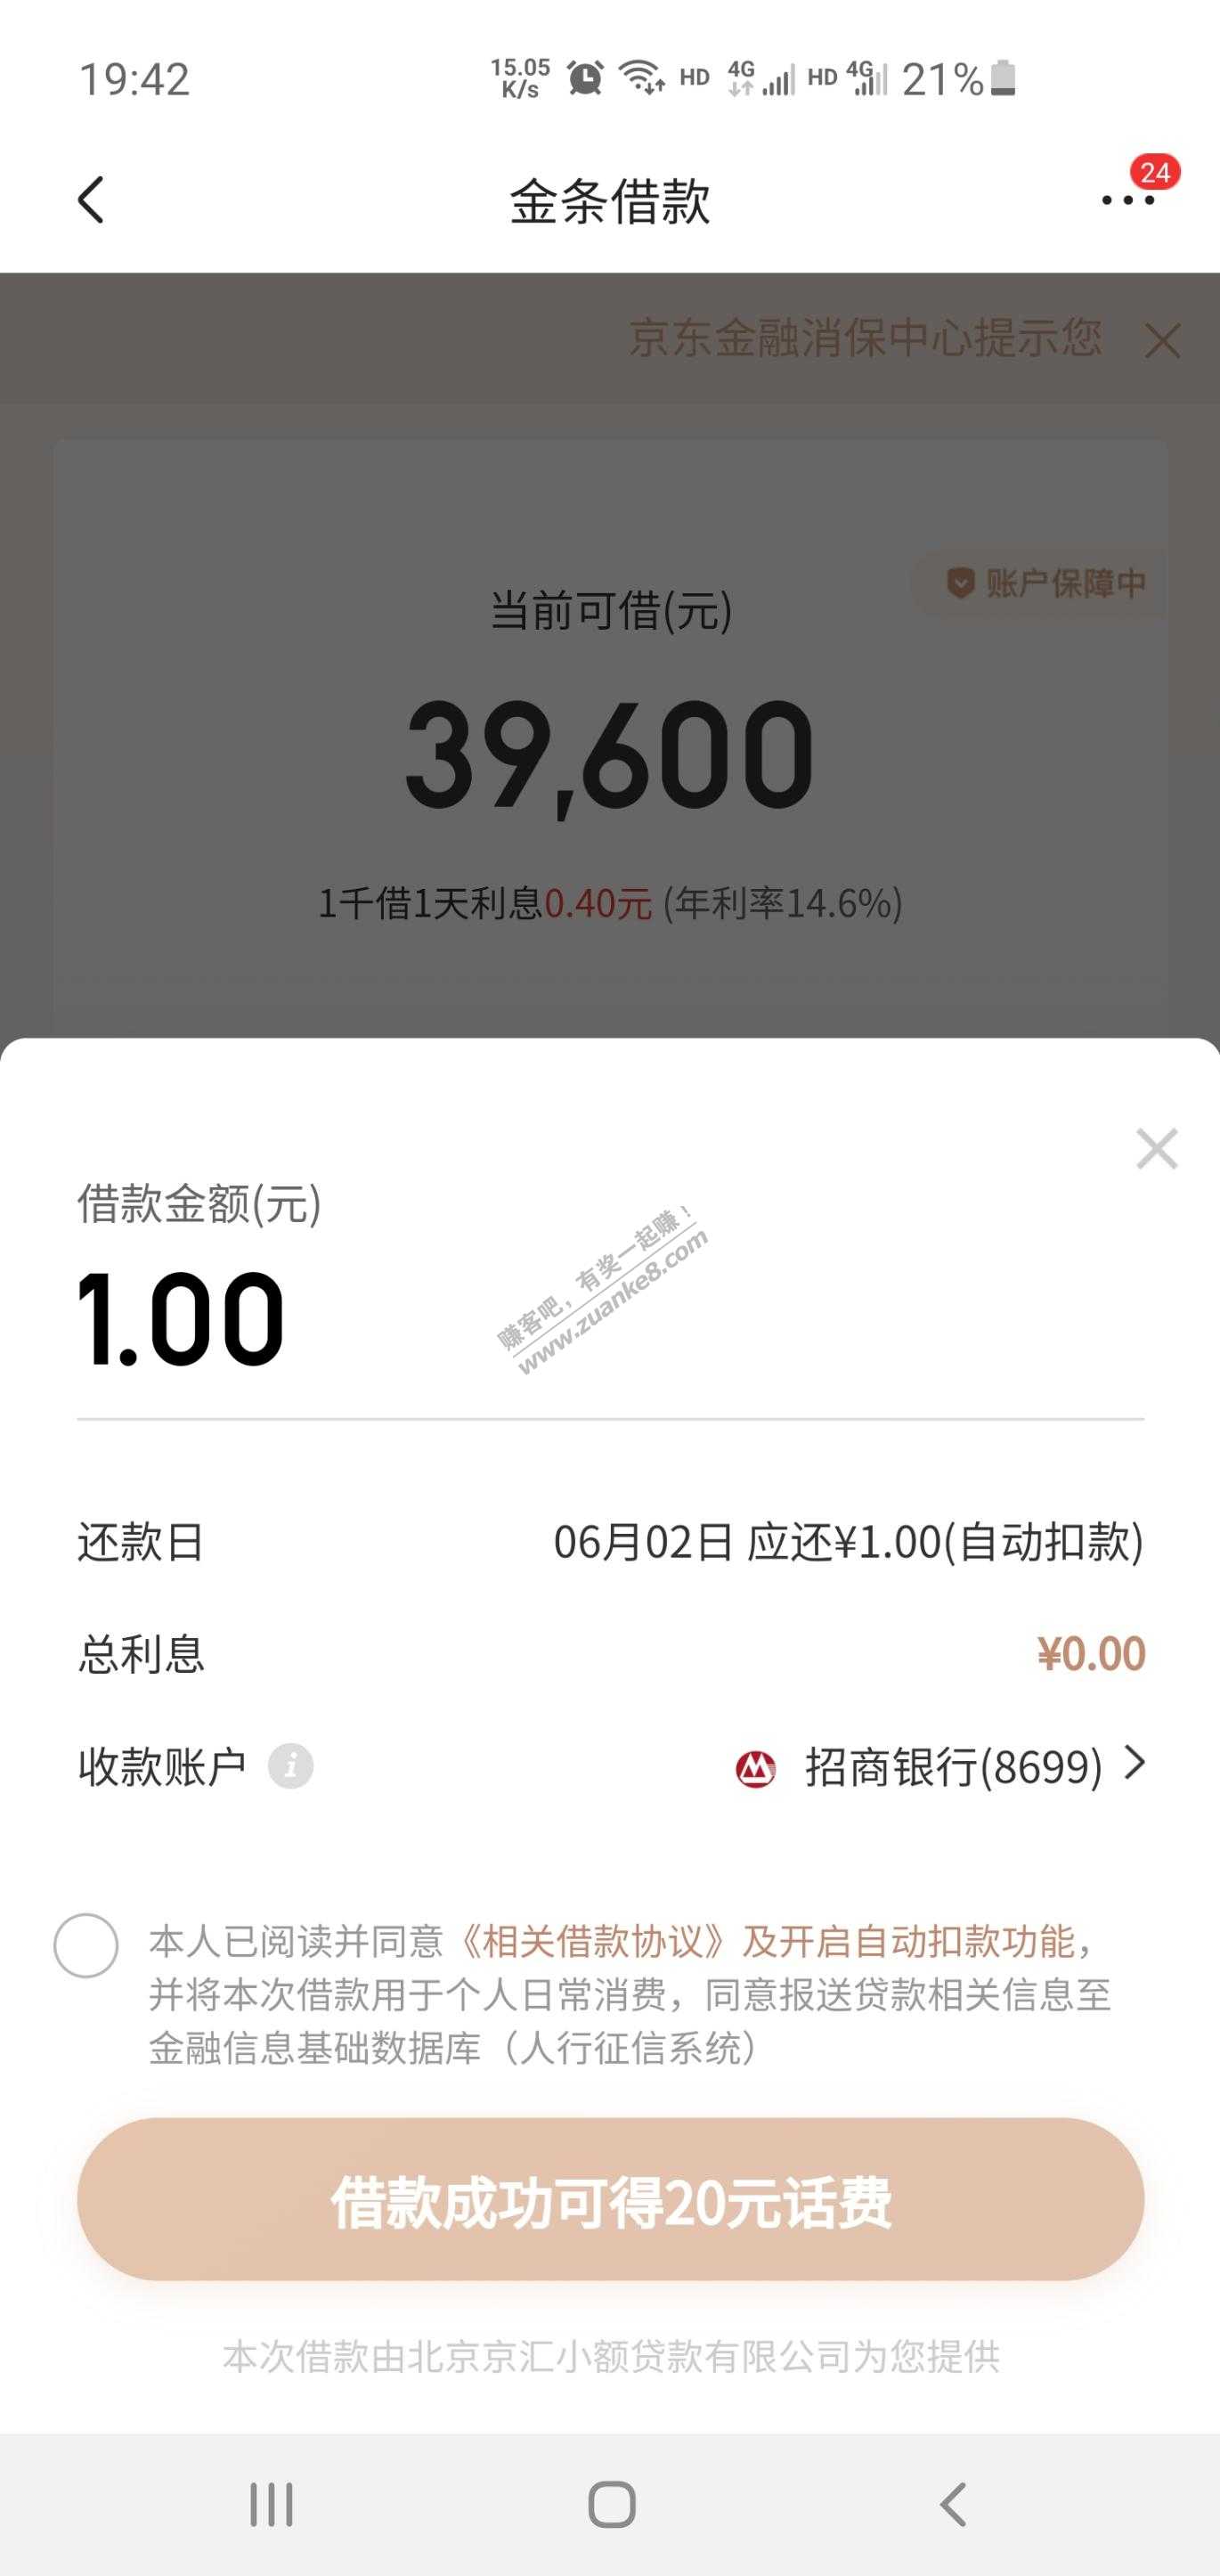 19:42
15.05 K/s HD 4G HD 4G 21%
金条借款
24
京东金融消保中心提示您
账户保障中
当前可借(元)
39,600
1千借1天利息0.40元 (年利率14.6%)
借款金额(元)
1.00
赚客吧，有奖一起赚！
www.zuanke8.com
还款日 06月02日 应还¥1.00(自动扣款)
总利息 ¥0.00
收款账户 i 招商银行(8699)
本人已阅读并同意《相关借款协议》及开启自动扣款功能，
并将本次借款用于个人日常消费，同意报送贷款相关信息至
金融信息基础数据库（人行征信系统）
借款成功可得20元话费
本次借款由北京京汇小额贷款有限公司为您提供